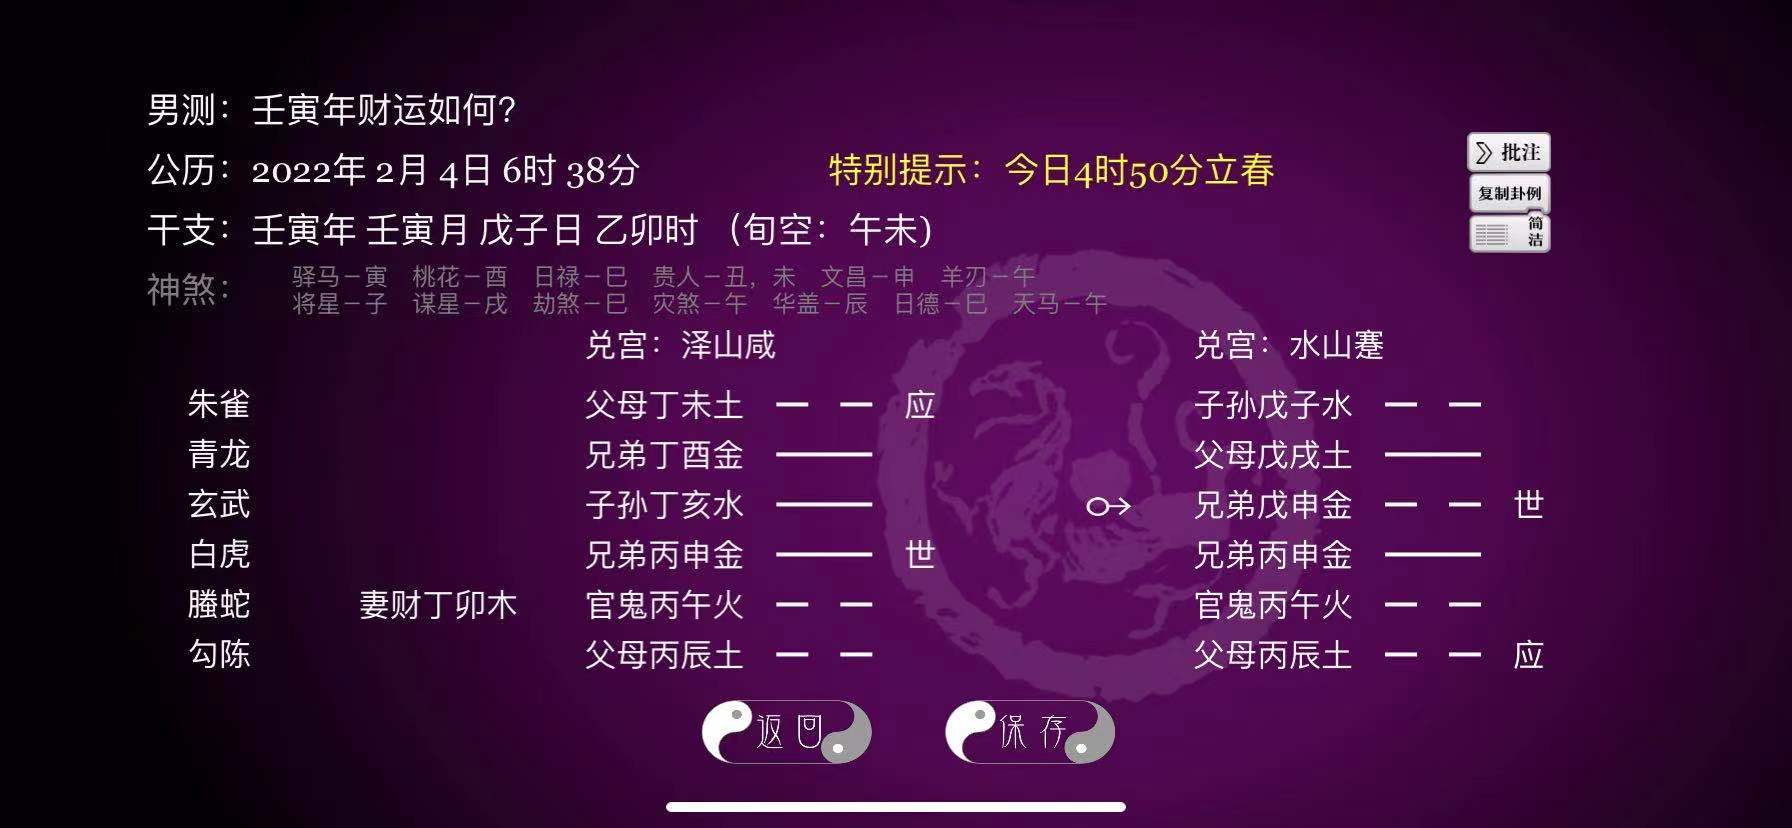 男测：壬寅年财运如何？
公历：2022年 2月 4日 6时 38分 特别提示：今日4时50分立春
批注
复制卦例
干支：壬寅年 壬寅月 戊子日 乙卯时 （旬空：午未）
简洁
神煞：
驿马－寅 桃花－酉 日禄－巳 贵人－丑，未 文昌－申 羊刃－午
将星－子 谋星－戌 劫煞－巳 灾煞－午 华盖－辰 日德－巳 天马－午
兑宫：泽山咸 兑宫：水山蹇
朱雀 父母丁未土 应 子孙戊子水
青龙 兄弟丁酉金 父母戊戌土
玄武 子孙丁亥水 兄弟戊申金 世
白虎 兄弟丙申金 世 兄弟丙申金
螣蛇 妻财丁卯木 官鬼丙午火 官鬼丙午火
勾陈 父母丙辰土 父母丙辰土 应
返回 保存